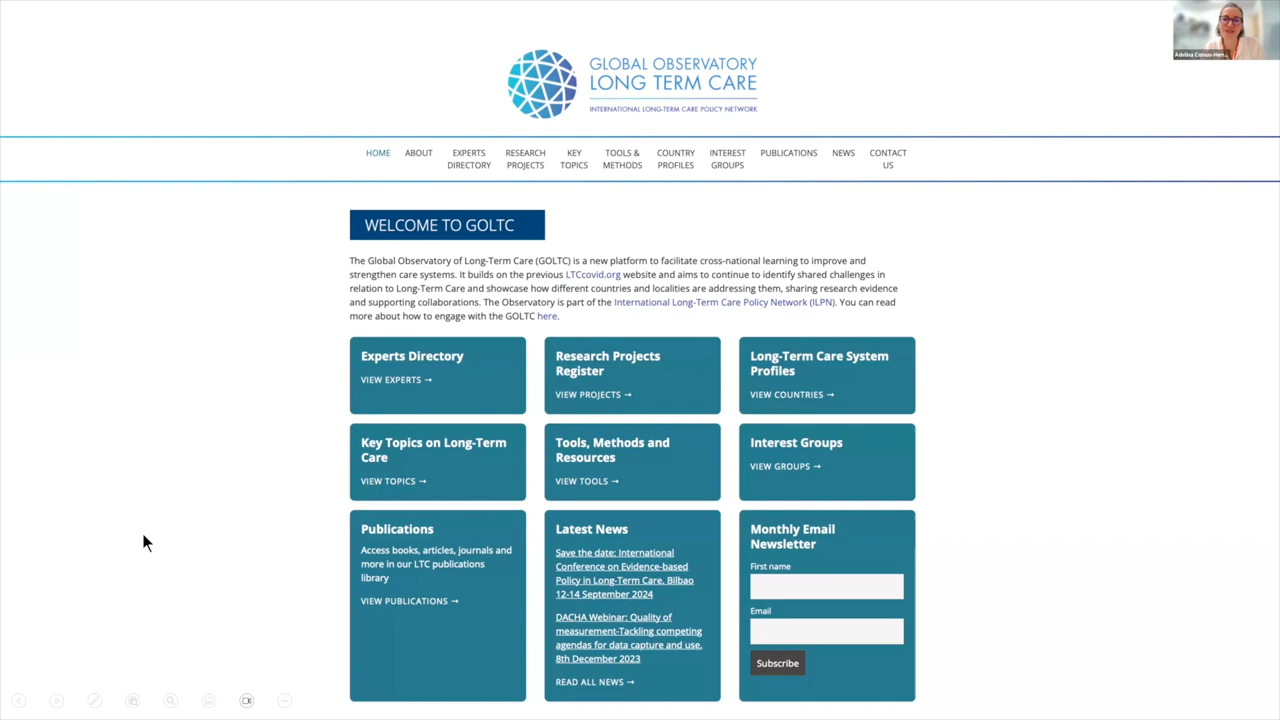 Adelina Comas-Her...
GLOBAL OBSERVATORY
LONG TERM CARE
INTERNATIONAL LONG-TERM CARE POLICY NETWORK
HOME
ABOUT
EXPERTS
DIRECTORY
RESEARCH
PROJECTS
KEY
TOPICS
TOOLS &
METHODS
COUNTRY
PROFILES
INTEREST
GROUPS
PUBLICATIONS
NEWS
CONTACT
US
WELCOME TO GOLTC
The Global Observatory of Long-Term Care (GOLTC) is a new platform to facilitate cross-national learning to improve and
strengthen care systems. It builds on the previous LTCcovid.org website and aims to continue to identify shared challenges in
relation to Long-Term Care and showcase how different countries and localities are addressing them, sharing research evidence
and supporting collaborations. The Observatory is part of the International Long-Term Care Policy Network (ILPN). You can read
more about how to engage with the GOLTC here.
Experts Directory
VIEW EXPERTS →
Research Projects
Register
VIEW PROJECTS →
Long-Term Care System
Profiles
VIEW COUNTRIES →
Key Topics on Long-Term
Care
VIEW TOPICS →
Tools, Methods and
Resources
VIEW TOOLS →
Interest Groups
VIEW GROUPS →
Publications
Access books, articles, journals and
more in our LTC publications
library
VIEW PUBLICATIONS →
Latest News
Save the date: International
Conference on Evidence-based
Policy in Long-Term Care. Bilbao
12-14 September 2024
DACHA Webinar: Quality of
measurement-Tackling competing
agendas for data capture and use,
8th December 2023
READ ALL NEWS →
Monthly Email
Newsletter
First name
Email
Subscribe